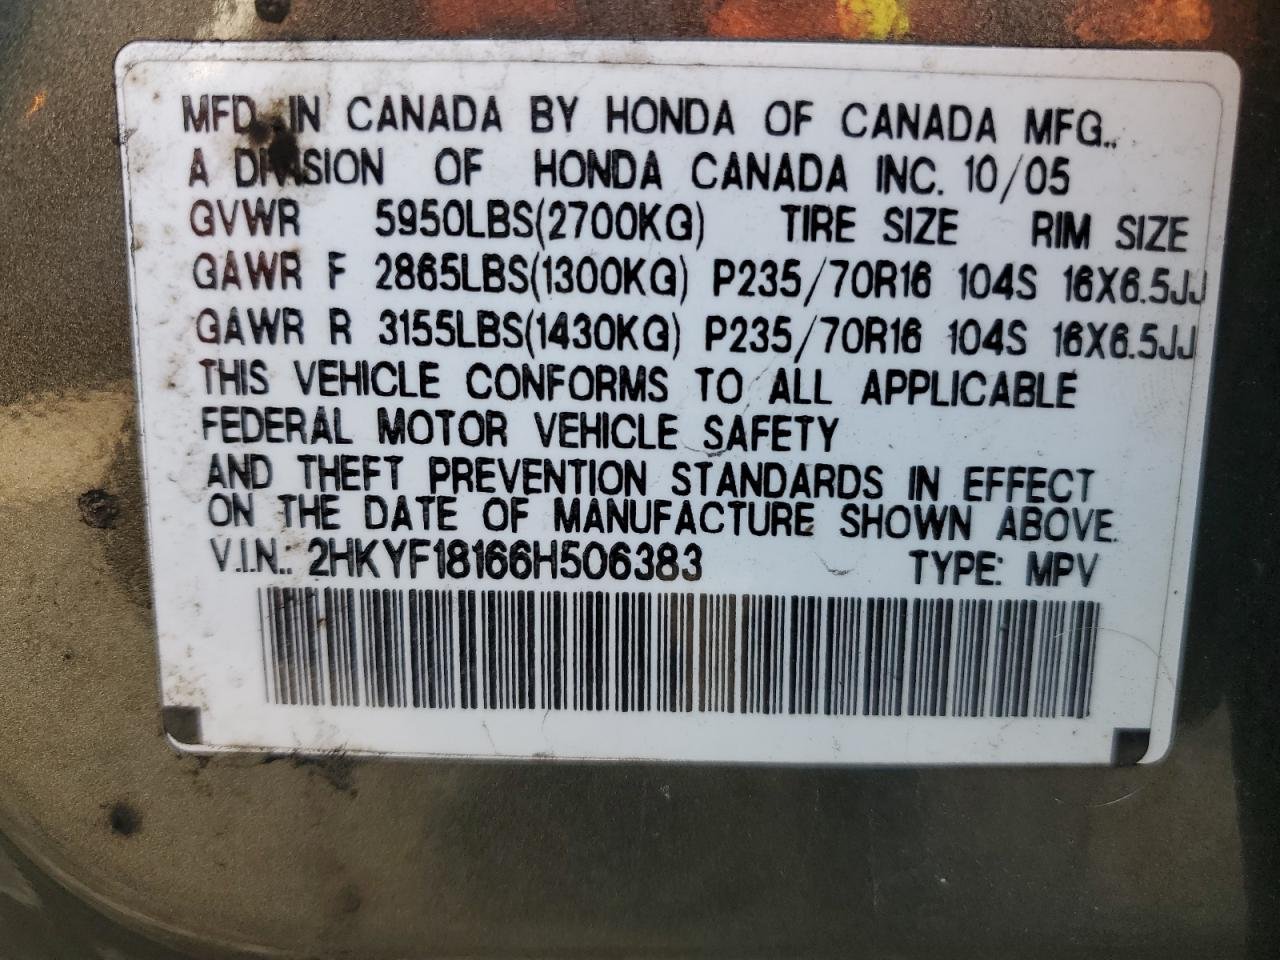 MFD. IN CANADA BY HONDA OF CANADA MFG.,
A DIVISION OF HONDA CANADA INC. 10/05
GVWR 5950LBS(2700KG) TIRE SIZE RIM SIZE
GAWR F 2865LBS(1300KG) P235/70R16 104S 16X6.5JJ
GAWR R 3155LBS(1430KG) P235/70R16 104S 16X6.5JJ
THIS VEHICLE CONFORMS TO ALL APPLICABLE
FEDERAL MOTOR VEHICLE SAFETY
AND THEFT PREVENTION STANDARDS IN EFFECT
ON THE DATE OF MANUFACTURE SHOWN ABOVE.
V.I.N.: 2HKYF18166H506383 TYPE: MPV